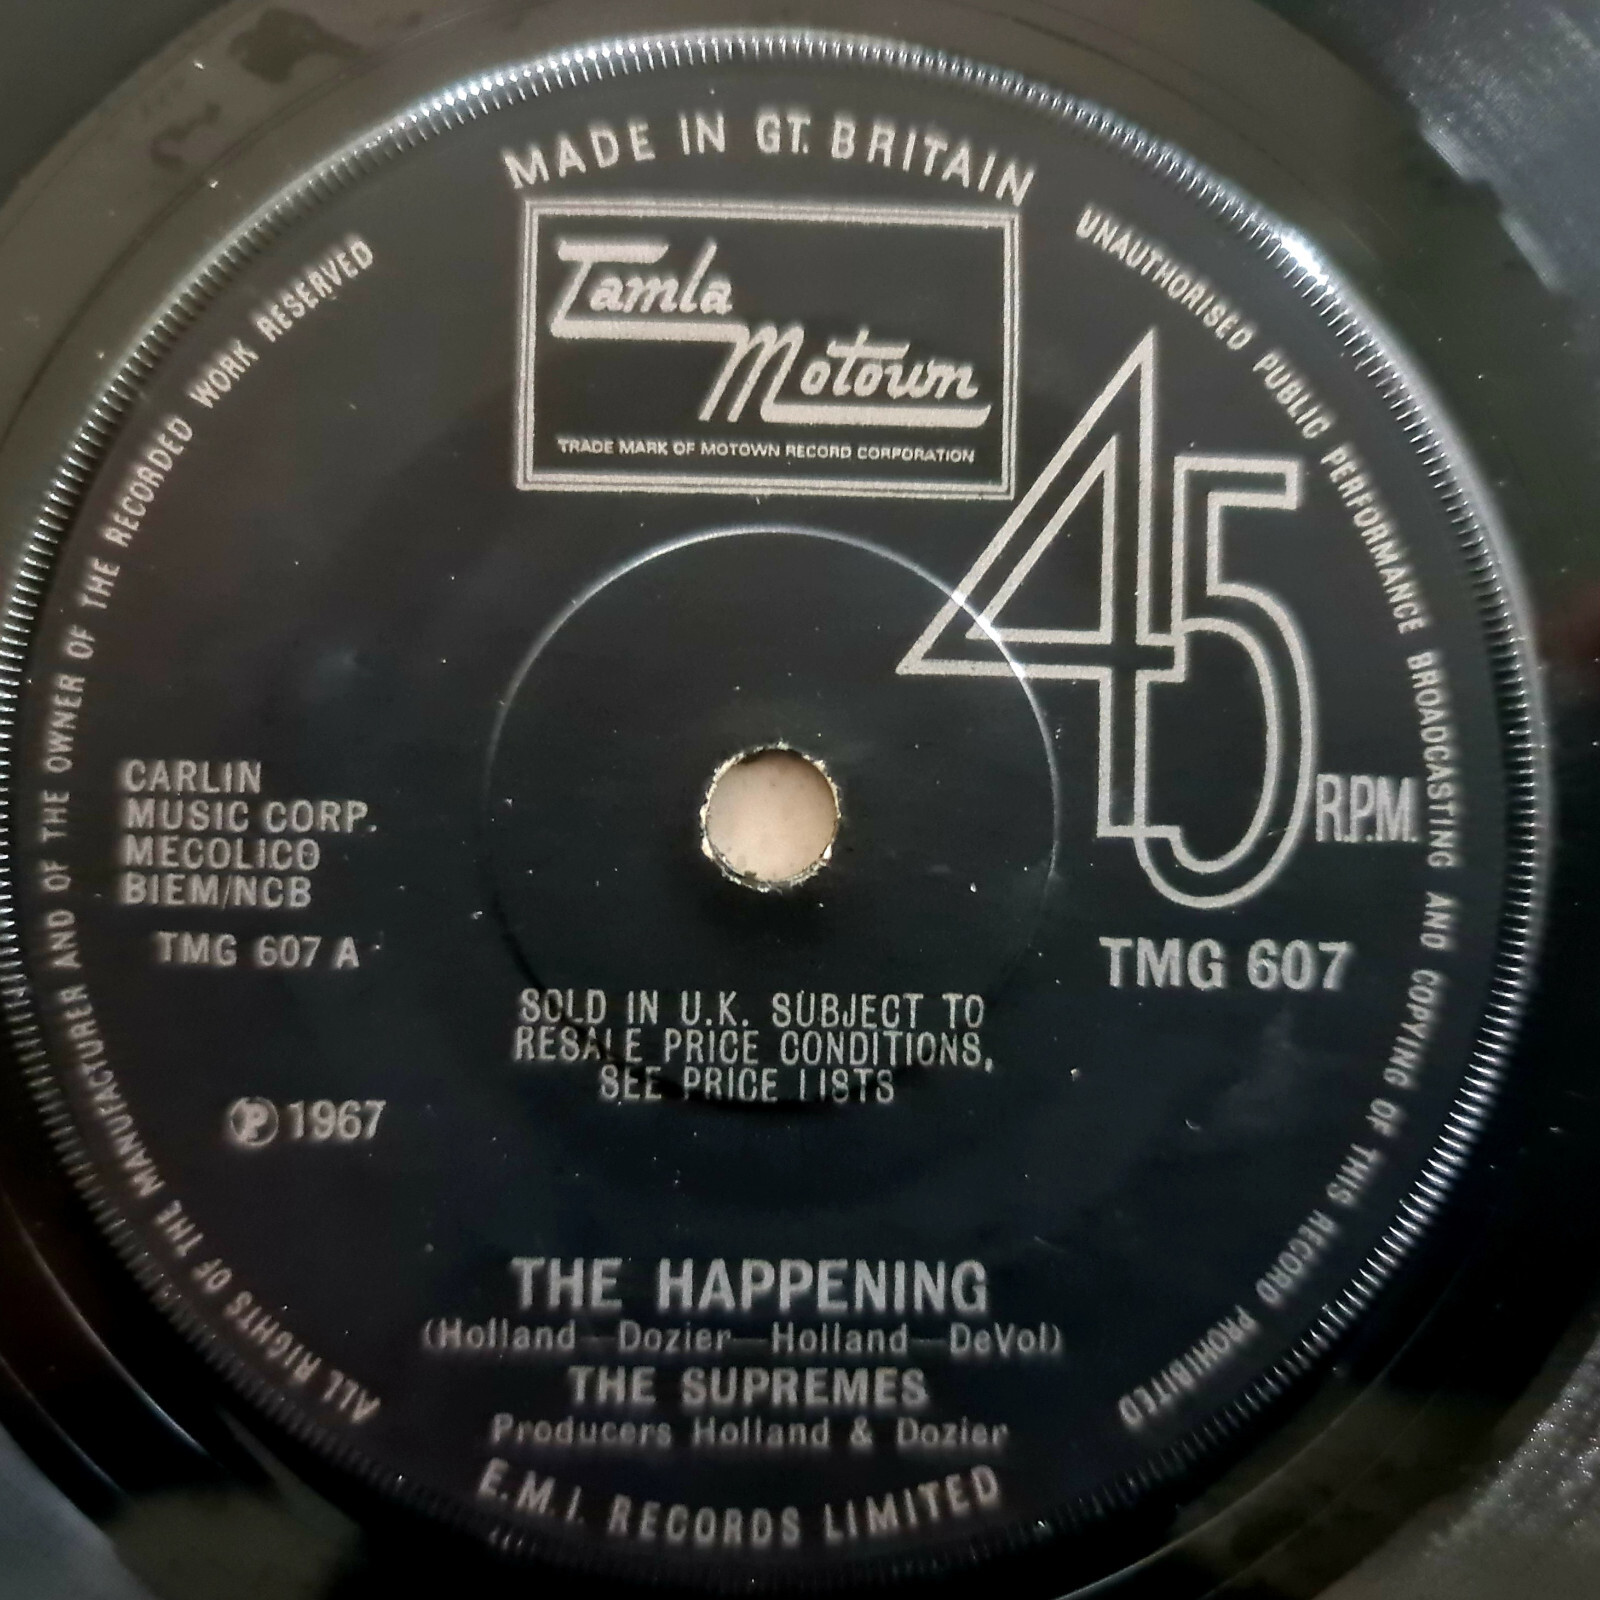 MADE IN GT. BRITAIN
Tamla
Motown
TRADE MARK OF MOTOWN RECORD CORPORATION
45
R.P.M.
CARLIN
MUSIC CORP.
MECOLICO
BIEM/NCB
TMG 607 A
TMG 607
SOLD IN U.K. SUBJECT TO
RESALE PRICE CONDITIONS,
SEE PRICE LISTS
Ⓟ 1967
THE HAPPENING
(Holland—Dozier—Holland—DeVol)
THE SUPREMES
Producers Holland & Dozier
E.M.I. RECORDS LIMITED
ALL RIGHTS OF THE MANUFACTURER AND OF THE OWNER OF THE RECORDED WORK RESERVED
UNAUTHORISED PUBLIC PERFORMANCE BROADCASTING AND COPYING OF THIS RECORD PROHIBITED